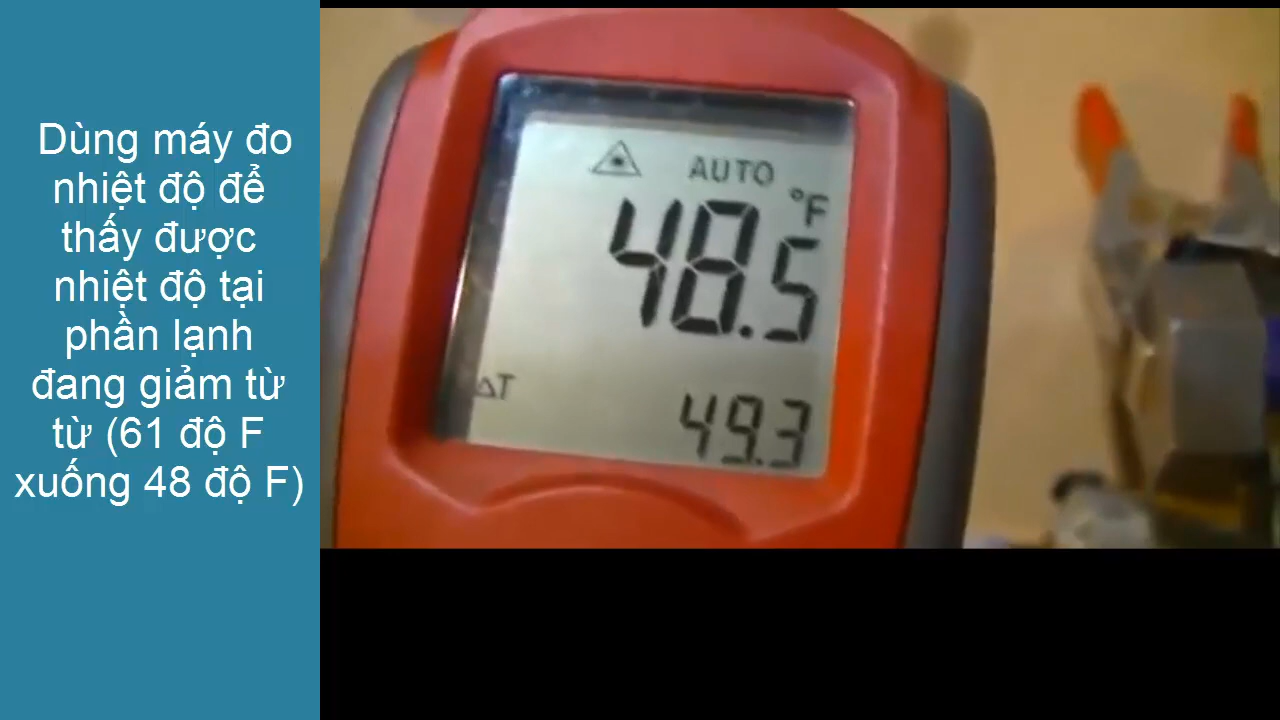 Dùng máy đo
nhiệt độ để
thấy được
nhiệt độ tại
phần lạnh
đang giảm từ
từ (61 độ F
xuống 48 độ F)
AUTO
°F
48.5
ΔT
49.3